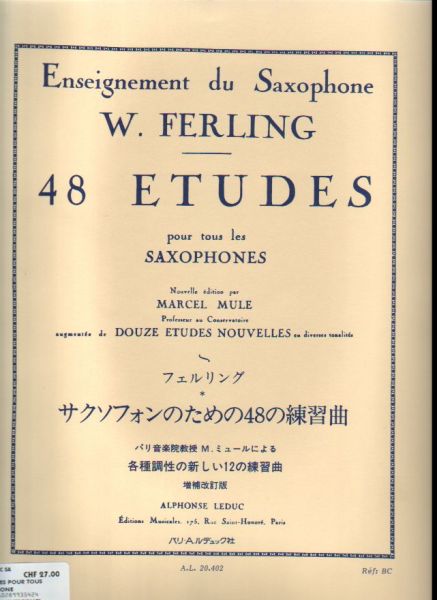 Enseignement du Saxophone
W. FERLING
48 ETUDES
pour tous les
SAXOPHONES
Nouvelle édition par
MARCEL MULE
Professeur au Conservatoire
augmentée de DOUZE ETUDES NOUVELLES en diverses tonalités
フェルリング
*
サクソフォンのための48の練習曲
パリ音楽院教授 M.ミュールによる
各種調性の新しい12の練習曲
増補改訂版
ALPHONSE LEDUC
Éditions Musicales, 175, Rue Saint-Honoré, Paris
パリ・A.ルデュック社
A.L. 20.402
Réf: BC
C SA
CHF 27.00
ES POUR TOUS
ONE